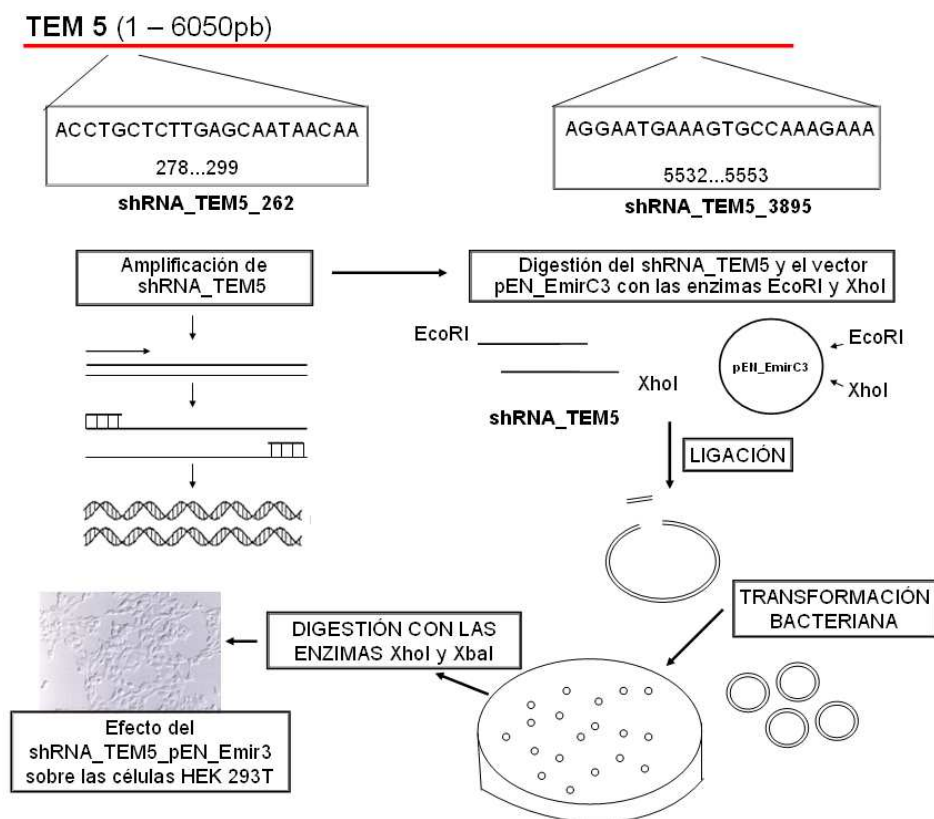 TEM 5 (1 – 6050pb)
ACCTGCTCTTGAGCAATAACAA
278...299
shRNA_TEM5_262
AGGAATGAAAGTGCCAAAGAAA
5532...5553
shRNA_TEM5_3895
Amplificación de
shRNA_TEM5
Digestión del shRNA_TEM5 y el vector
pEN_EmirC3 con las enzimas EcoRI y XhoI
EcoRI
XhoI
shRNA_TEM5
pEN_EmirC3
EcoRI
XhoI
LIGACIÓN
TRANSFORMACIÓN
BACTERIANA
DIGESTIÓN CON LAS
ENZIMAS XhoI y XbaI
Efecto del
shRNA_TEM5_pEN_Emir3
sobre las células HEK 293T